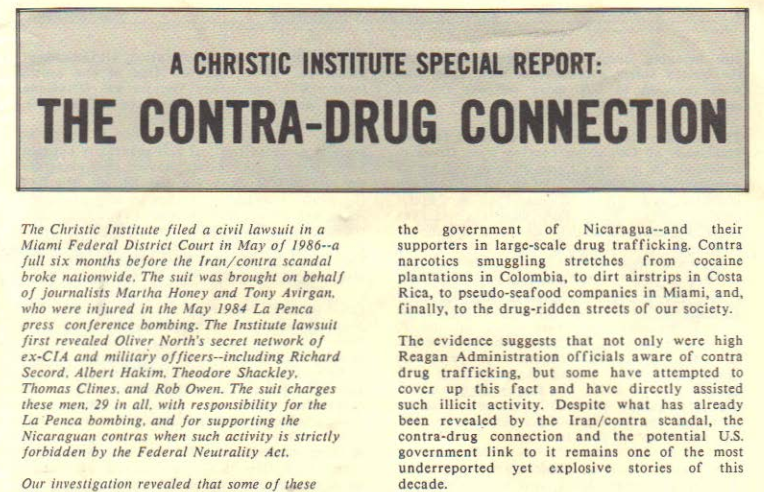 A CHRISTIC INSTITUTE SPECIAL REPORT:
THE CONTRA-DRUG CONNECTION
The Christic Institute filed a civil lawsuit in a
Miami Federal District Court in May of 1986--a
full six months before the Iran/contra scandal
broke nationwide. The suit was brought on behalf
of journalists Martha Honey and Tony Avirgan,
who were injured in the May 1984 La Penca
press conference bombing. The Institute lawsuit
first revealed Oliver North's secret network of
ex-CIA and military officers--including Richard
Secord, Albert Hakim, Theodore Shackley,
Thomas Clines, and Rob Owen. The suit charges
these men, 29 in all, with responsibility for the
La Penca bombing, and for supporting the
Nicaraguan contras when such activity is strictly
forbidden by the Federal Neutrality Act.
Our investigation revealed that some of these
the government of Nicaragua--and their
supporters in large-scale drug trafficking. Contra
narcotics smuggling stretches from cocaine
plantations in Colombia, to dirt airstrips in Costa
Rica, to pseudo-seafood companies in Miami, and,
finally, to the drug-ridden streets of our society.
The evidence suggests that not only were high
Reagan Administration officials aware of contra
drug trafficking, but some have attempted to
cover up this fact and have directly assisted
such illicit activity. Despite what has already
been revealed by the Iran/contra scandal, the
contra-drug connection and the potential U.S.
government link to it remains one of the most
underreported yet explosive stories of this
decade.